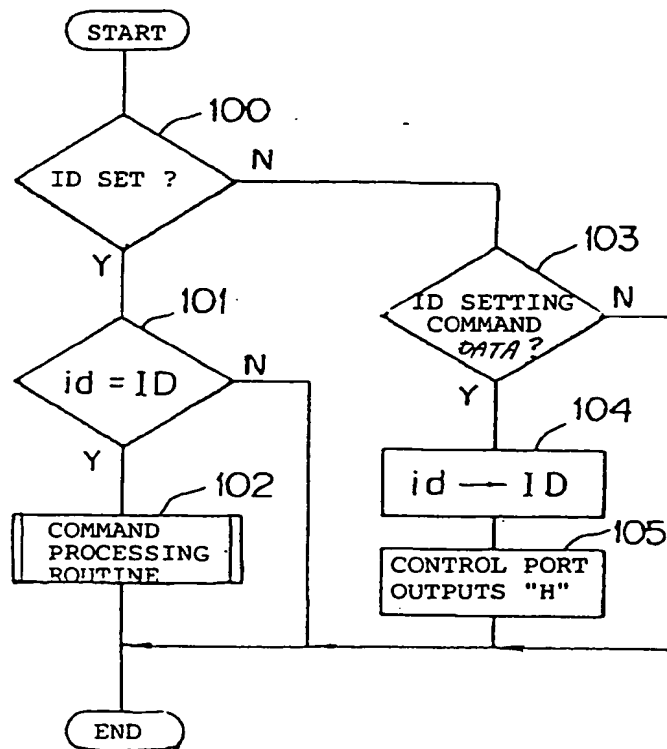 START
100
ID SET ?
N
Y
103
101
ID SETTING
COMMAND
DATA?
N
id = ID
N
Y
Y
104
102
id — ID
COMMAND
PROCESSING
ROUTINE
105
CONTROL PORT
OUTPUTS "H"
END